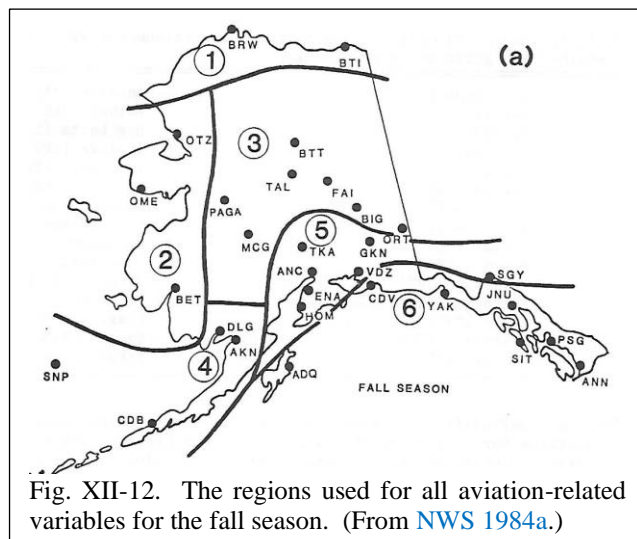 BRW
(a)
1
BTI
OTZ
3
BTT
TAL
FAI
OME
PAGA
BIG
5
ORT
MCG
TKA
GKN
2
ANC
VDZ
SGY
BET
ENA
CDV
YAK
JNU
HOM
6
DLG
4
AKN
SIT
PSG
SNP
ADQ
ANN
FALL SEASON
CDB
Fig. XII-12. The regions used for all aviation-related
variables for the fall season. (From NWS 1984a.)